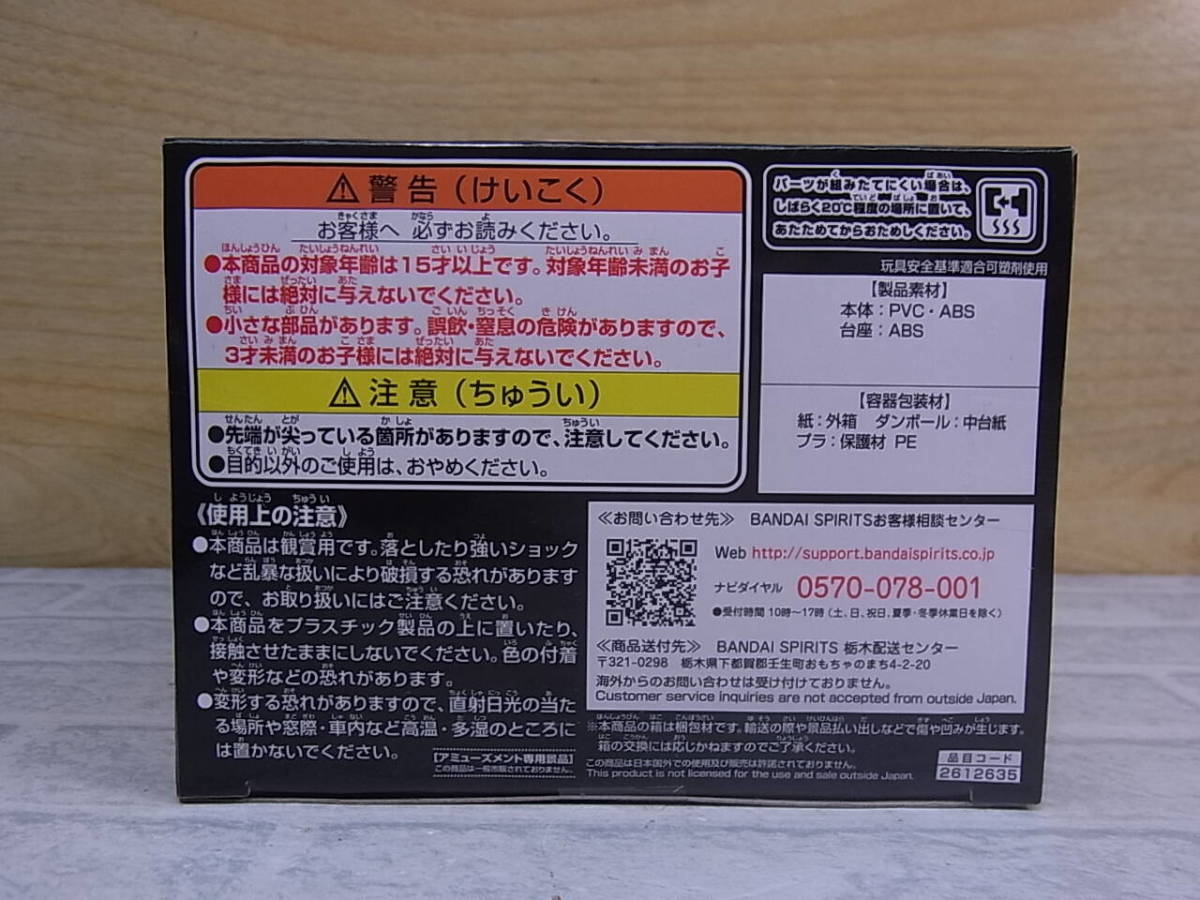 ⚠警告（けいこく）
お客様へ 必ずお読みください。
●本商品の対象年齢は15才以上です。対象年齢未満のお子
様には絶対に与えないでください。
●小さな部品があります。誤飲・窒息の危険がありますので、
3才未満のお子様には絶対に与えないでください。
⚠注意（ちゅうい）
●先端が尖っている箇所がありますので、注意してください。
●目的以外のご使用は、おやめください。
パーツが組みたてにくい場合は、
しばらく20℃程度の場所に置いて、
あたためてからおためしください。
玩具安全基準適合可塑剤使用
【製品素材】
本体：PVC・ABS
台座：ABS
【容器包装材】
紙：外箱 ダンボール：中台紙
プラ：保護材 PE
《使用上の注意》
●本商品は観賞用です。落としたり強いショック
など乱暴な扱いにより破損する恐れがあります
ので、お取り扱いにはご注意ください。
●本商品をプラスチック製品の上に置いたり、
接触させたままにしないでください。色の付着
や変形などの恐れがあります。
●変形する恐れがありますので、直射日光の当た
る場所や窓際・車内など高温・多湿のところに
は置かないでください。
【アミューズメント専用景品】
この商品は一般市販されておりません。
≪お問い合わせ先≫ BANDAI SPIRITSお客様相談センター
Web http://support.bandaispirits.co.jp
ナビダイヤル 0570-078-001
●受付時間 10時〜17時（土、日、祝日、夏季・冬季休業日を除く）
≪商品送付先≫ BANDAI SPIRITS 栃木配送センター
〒321-0298 栃木県下都賀郡壬生町おもちゃのまち4-2-20
海外からのお問い合わせは受け付けておりません。
Customer service inquiries are not accepted from outside Japan.
※本商品の箱は梱包材です。輸送の際や景品払い出しなどで傷や凹みが生じます。
箱の交換には応じかねますのでご了承ください。
この商品は日本国外での使用及び販売は許諾されておりません。
This product is not licensed for the use and sale outside Japan.
品目コード
2612635